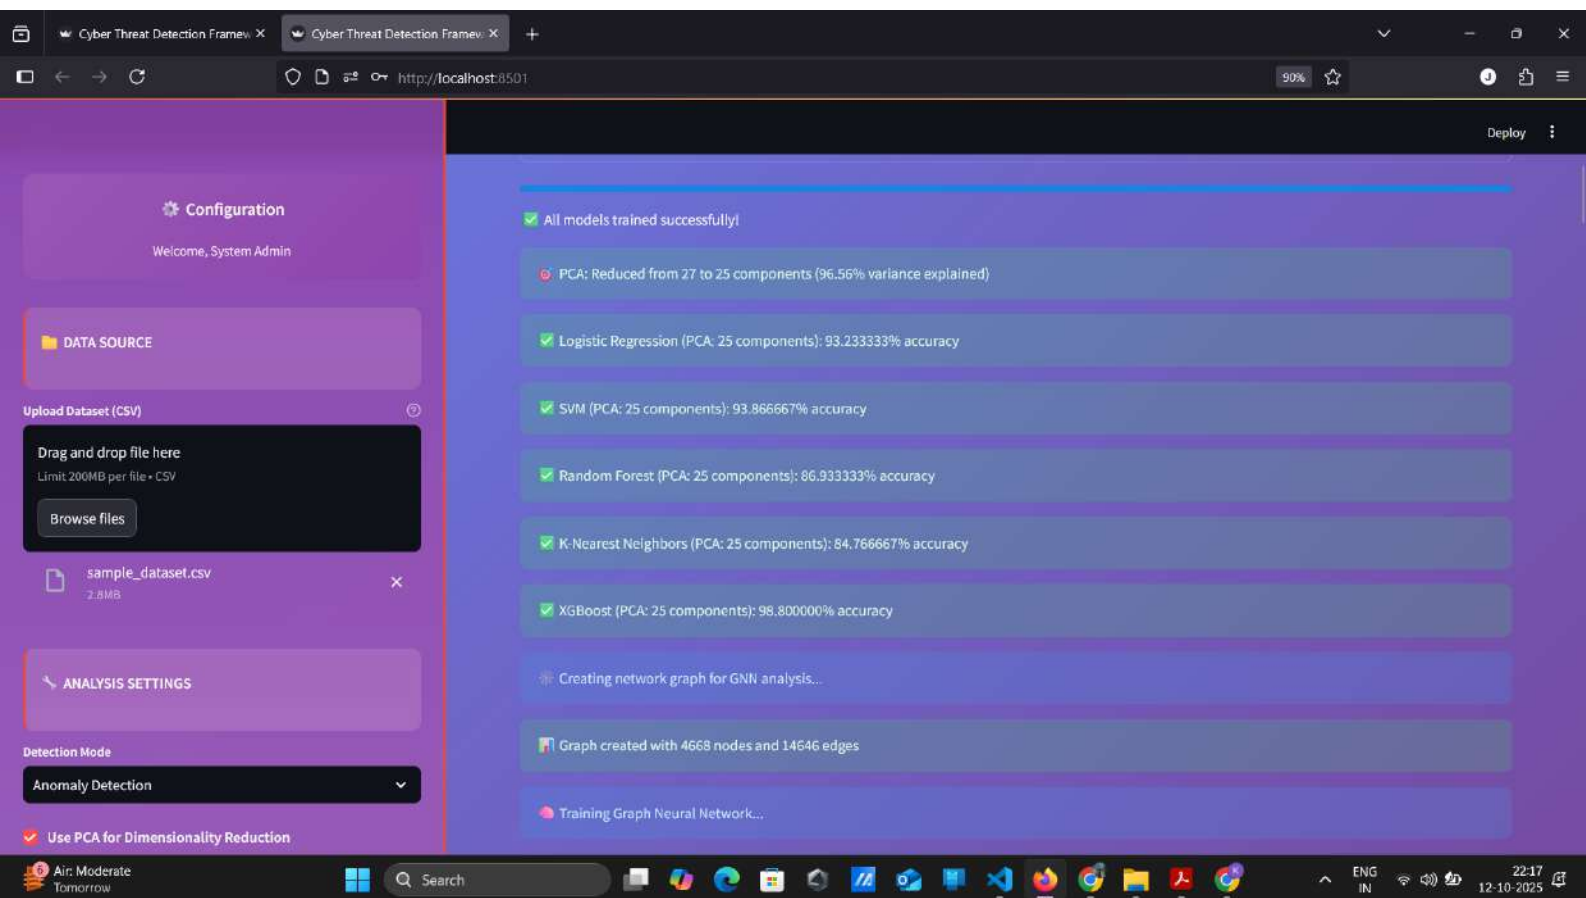 Cyber Threat Detection Framew
Cyber Threat Detection Framew
http://localhost:8501
90%
J
Deploy
Configuration
Welcome, System Admin
DATA SOURCE
Upload Dataset (CSV)
Drag and drop file here
Limit 200MB per file • CSV
Browse files
sample_dataset.csv
2.8MB
ANALYSIS SETTINGS
Detection Mode
Anomaly Detection
Use PCA for Dimensionality Reduction
All models trained successfully!
PCA: Reduced from 27 to 25 components (96.56% variance explained)
Logistic Regression (PCA: 25 components): 93.233333% accuracy
SVM (PCA: 25 components): 93.866667% accuracy
Random Forest (PCA: 25 components): 86.933333% accuracy
K-Nearest Neighbors (PCA: 25 components): 84.766667% accuracy
XGBoost (PCA: 25 components): 98.800000% accuracy
Creating network graph for GNN analysis...
Graph created with 4668 nodes and 14646 edges
Training Graph Neural Network...
Air: Moderate
Tomorrow
Search
ENG
IN
22:17
12-10-2025